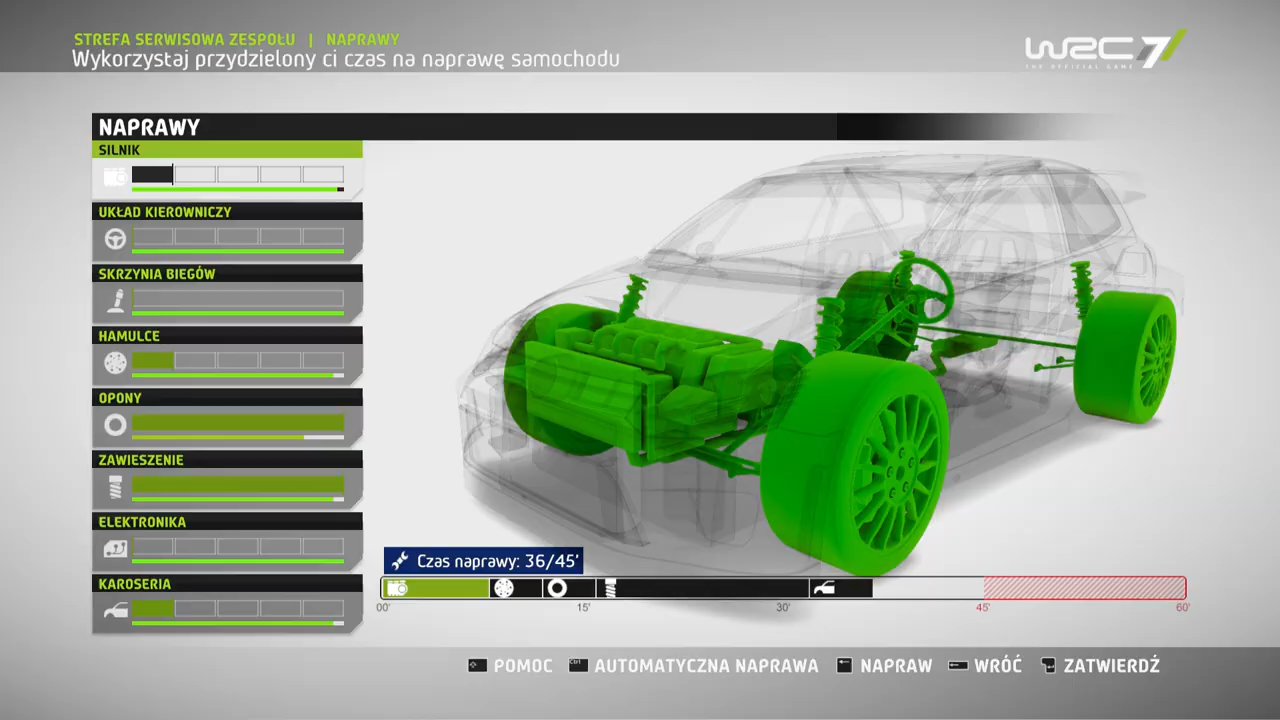 STREFA SERWISOWA ZESPOŁU | NAPRAWY
Wykorzystaj przydzielony ci czas na naprawę samochodu
WRC 7
THE OFFICIAL GAME
NAPRAWY
SILNIK
UKŁAD KIEROWNICZY
SKRZYNIA BIEGÓW
HAMULCE
OPONY
ZAWIESZENIE
ELEKTRONIKA
KAROSERIA
Czas naprawy: 36/45'
00' 15' 30' 45' 60'
POMOC Ctrl AUTOMATYCZNA NAPRAWA NAPRAW WRÓĆ ZATWIERDŹ